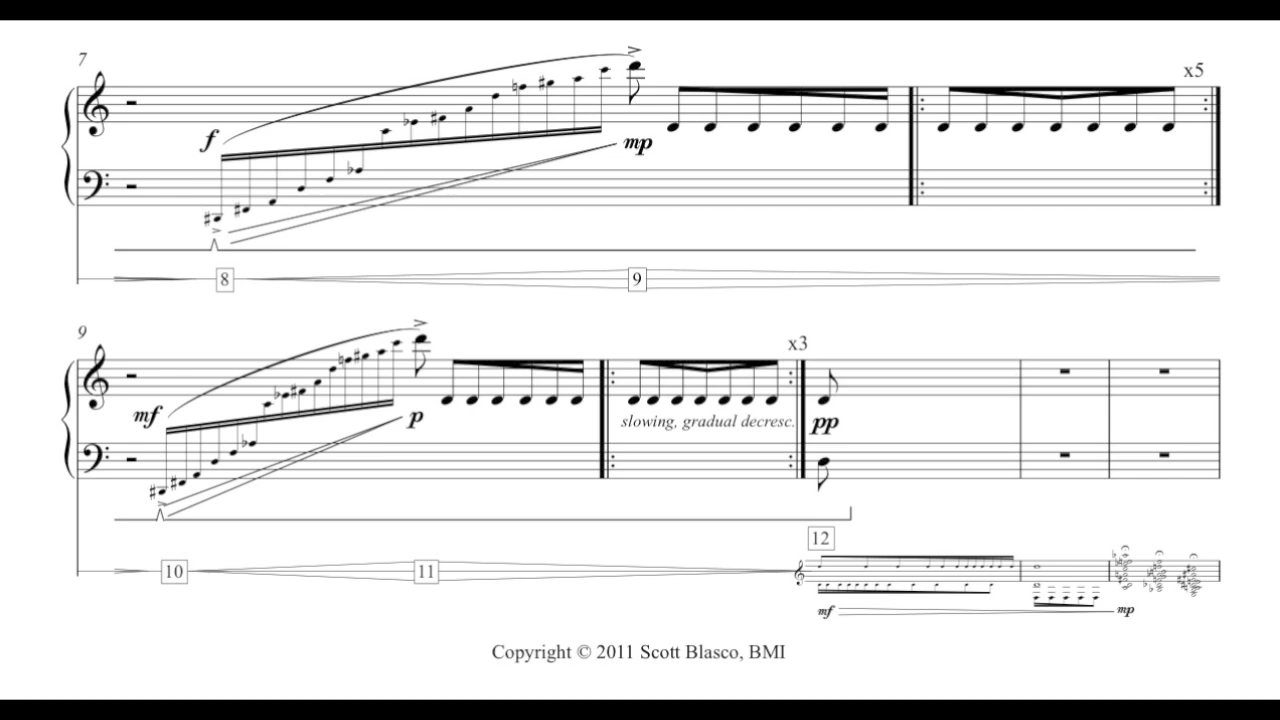 7
x5
f
mp
8
9
9
x3
mf
p
slowing, gradual decresc.
pp
12
10
11
mf
mp
Copyright © 2011 Scott Blasco, BMI